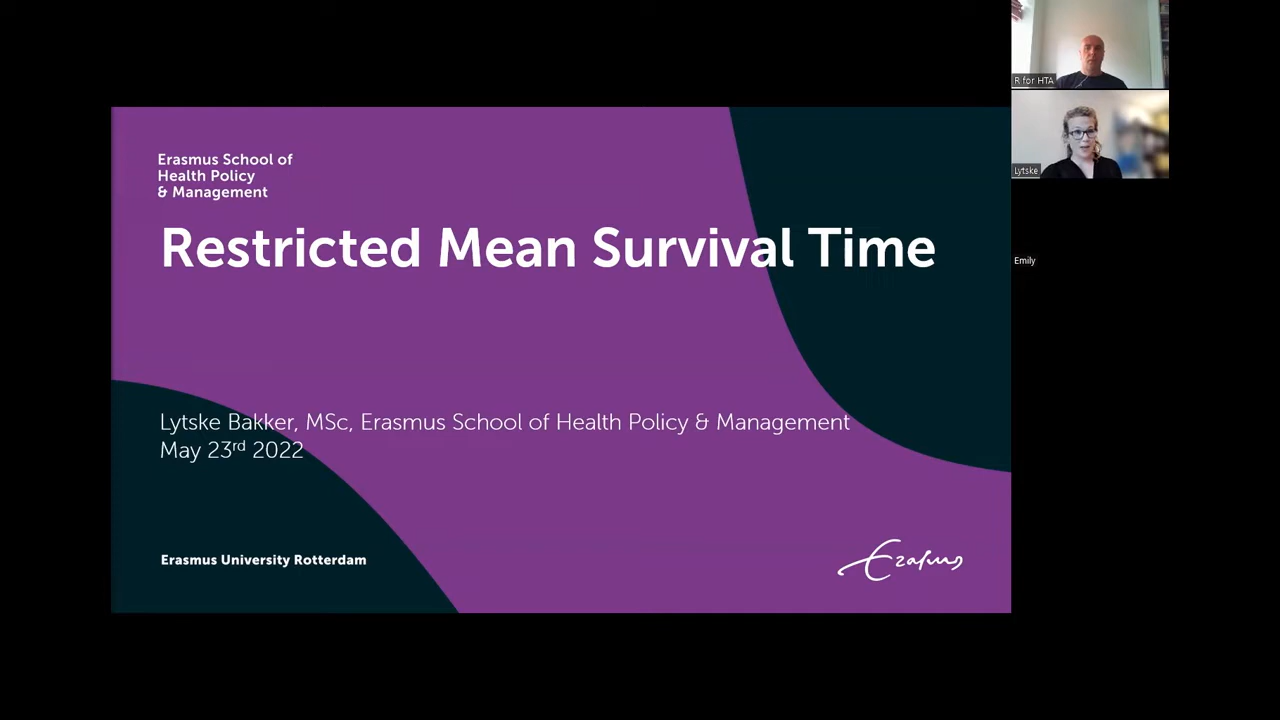 Erasmus School of
Health Policy
& Management
Restricted Mean Survival Time
Lytske Bakker, MSc, Erasmus School of Health Policy & Management
May 23rd 2022
Erasmus University Rotterdam
Erasmus
R for HTA
Lytske
Emily